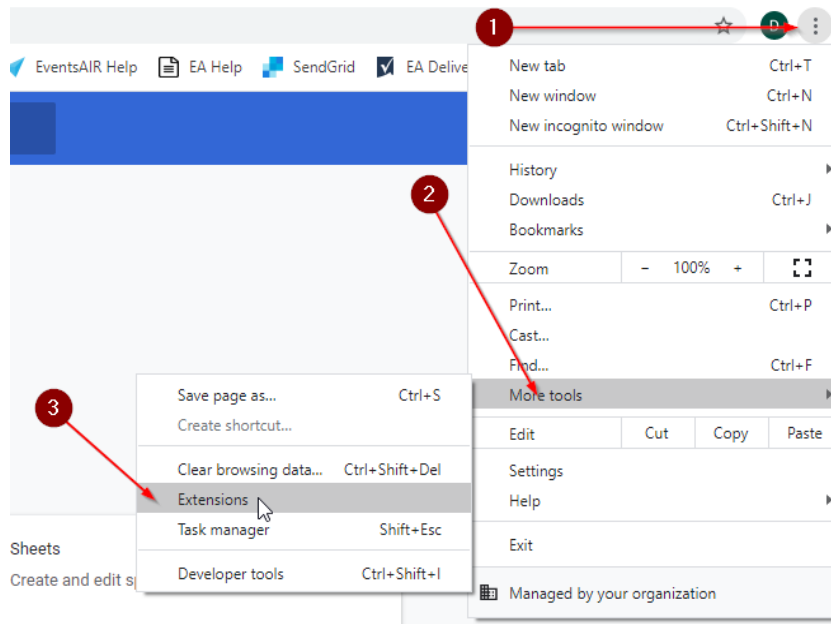 1
D
EventsAIR Help EA Help SendGrid EA Delive
New tab Ctrl+T
New window Ctrl+N
New incognito window Ctrl+Shift+N
2
History
Downloads Ctrl+J
Bookmarks
Zoom - 100% +
Print... Ctrl+P
Cast...
Find... Ctrl+F
More tools
Edit Cut Copy Paste
Settings
Help
Exit
Managed by your organization
3
Save page as... Ctrl+S
Create shortcut...
Clear browsing data... Ctrl+Shift+Del
Extensions
Task manager Shift+Esc
Developer tools Ctrl+Shift+I
Sheets
Create and edit sp